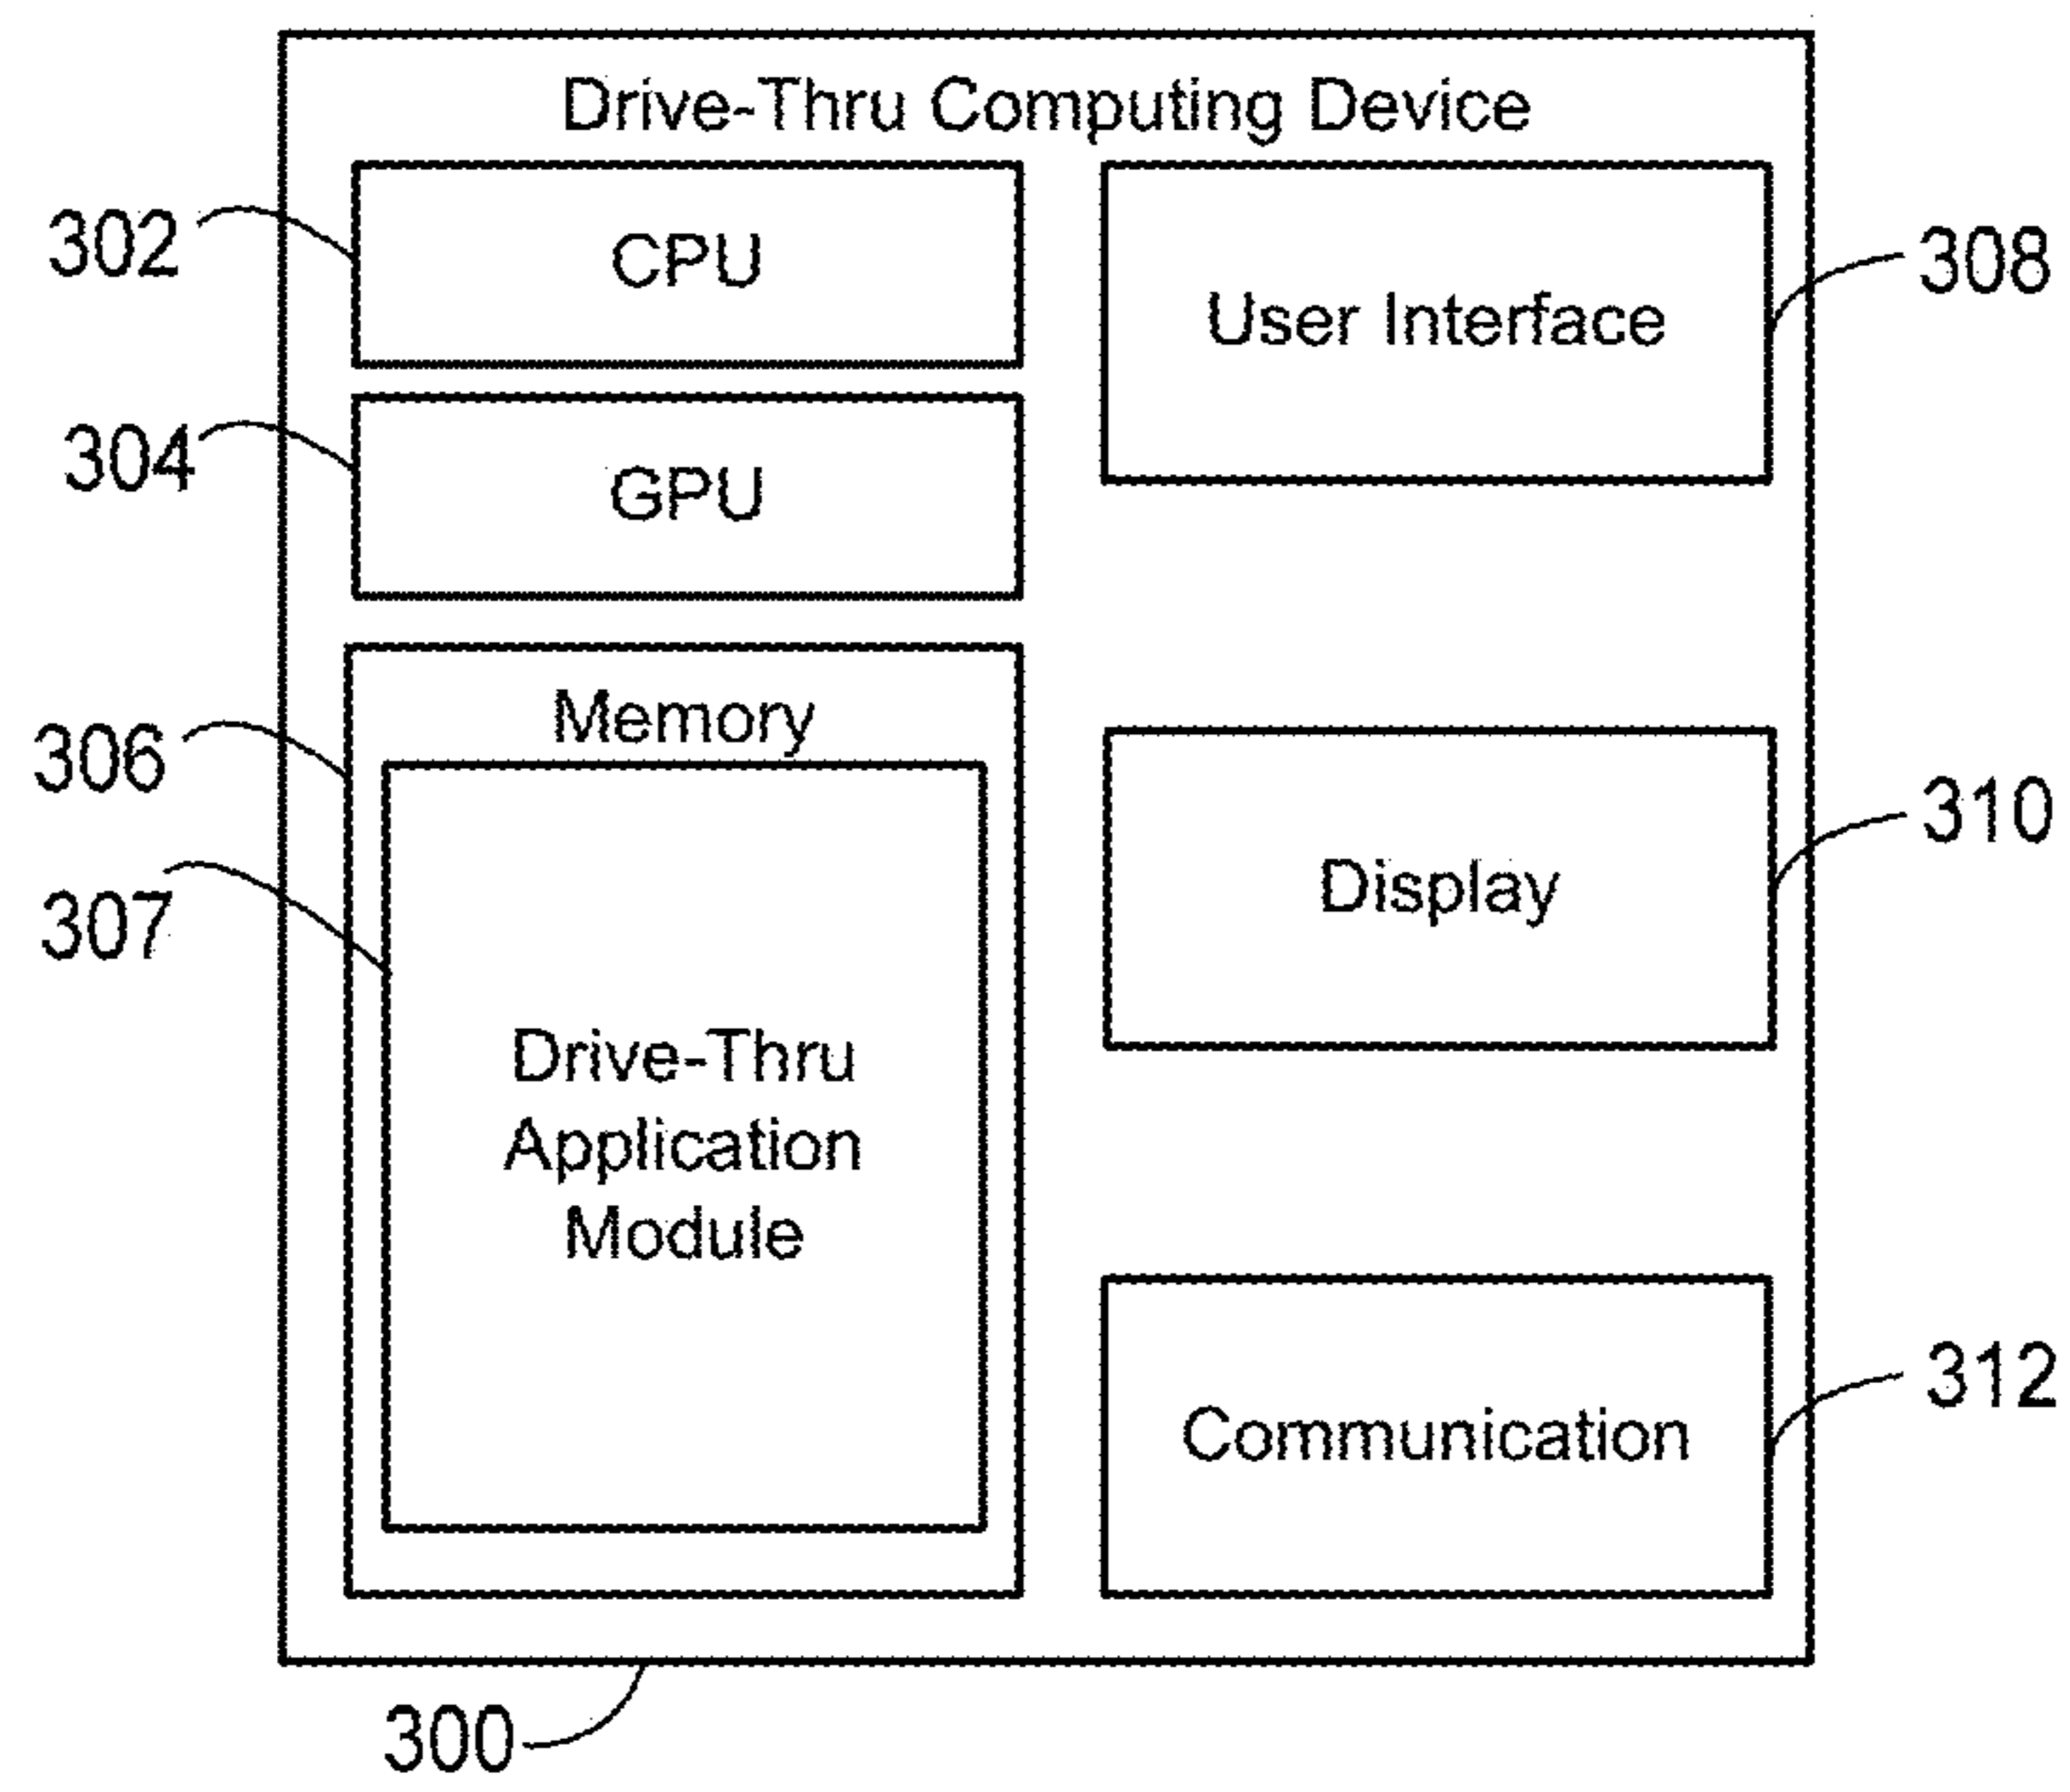 Drive-Thru Computing Device
302
CPU
User Interface
308
304
GPU
306
Memory
307
Drive-Thru
Application
Module
Display
310
Communication
312
300